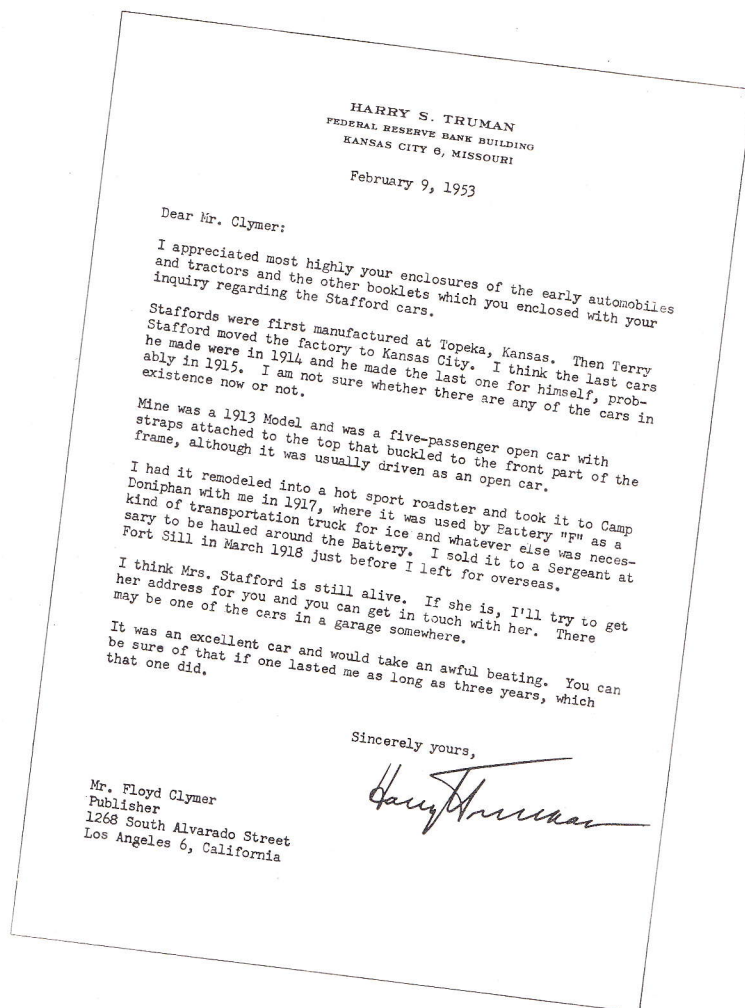 HARRY S. TRUMAN
FEDERAL RESERVE BANK BUILDING
KANSAS CITY 6, MISSOURI
February 9, 1953
Dear Mr. Clymer:
I appreciated most highly your enclosures of the early automobiles
and tractors and the other booklets which you enclosed with your
inquiry regarding the Stafford cars.
Staffords were first manufactured at Topeka, Kansas. Then Terry
Stafford moved the factory to Kansas City. I think the last cars
he made were in 1914 and he made the last one for himself, prob-
ably in 1915. I am not sure whether there are any of the cars in
existence now or not.
Mine was a 1913 Model and was a five-passenger open car with
straps attached to the top that buckled to the front part of the
frame, although it was usually driven as an open car.
I had it remodeled into a hot sport roadster and took it to Camp
Doniphan with me in 1917, where it was used by Battery "F" as a
kind of transportation truck for ice and whatever else was neces-
sary to be hauled around the Battery. I sold it to a Sergeant at
Fort Sill in March 1918 just before I left for overseas.
I think Mrs. Stafford is still alive. If she is, I'll try to get
her address for you and you can get in touch with her. There
may be one of the cars in a garage somewhere.
It was an excellent car and would take an awful beating. You can
be sure of that if one lasted me as long as three years, which
that one did.
Sincerely yours,
Harry Truman
Mr. Floyd Clymer
Publisher
1268 South Alvarado Street
Los Angeles 6, California